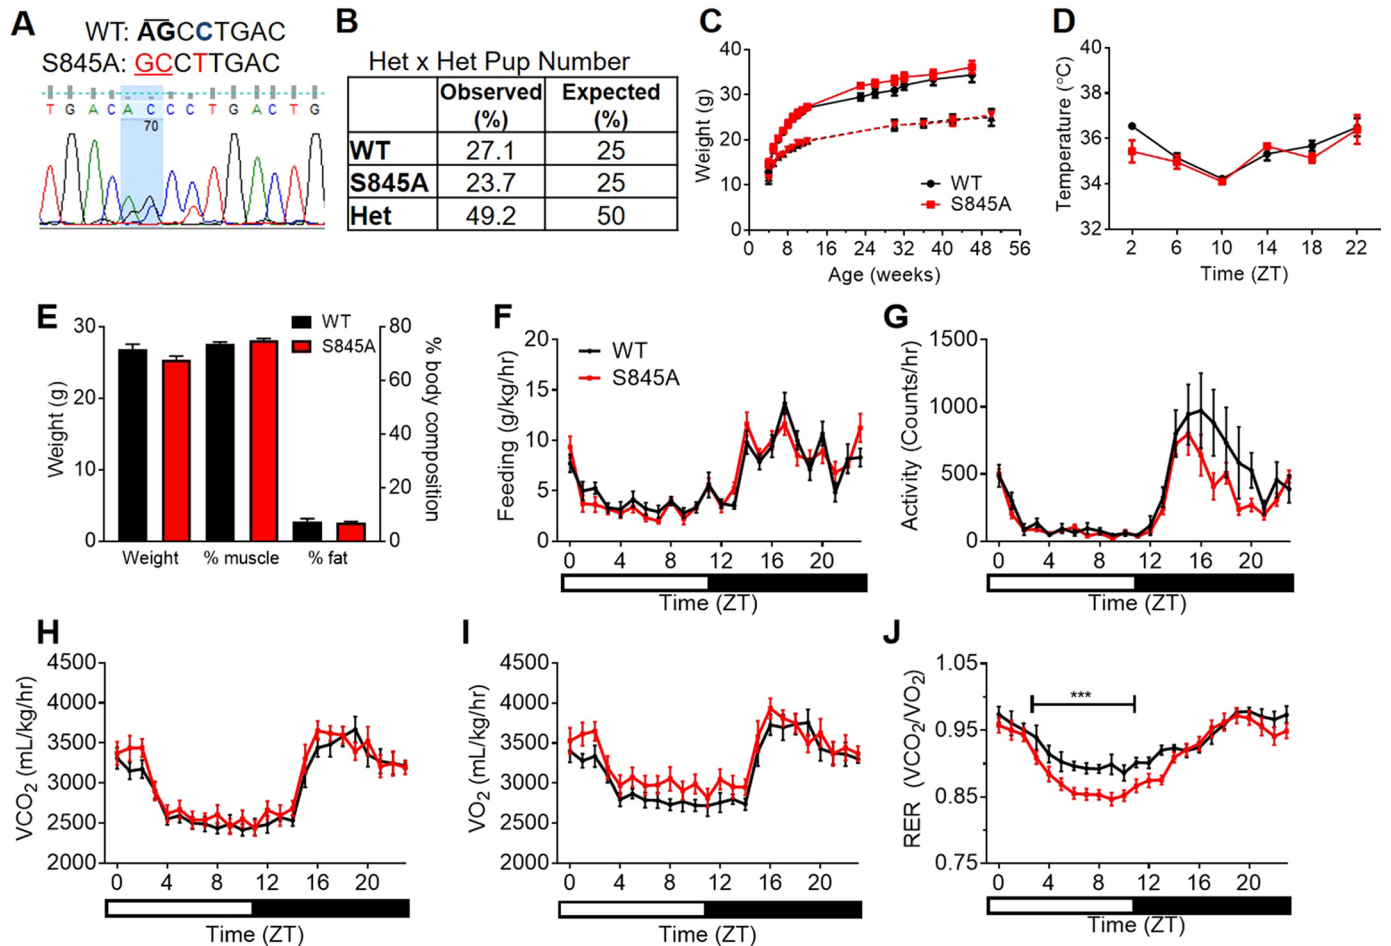 A
WT: AGCCTGAC
S845A: GCCTTGAC
T G A C A C C C T G A C T G
70
B
Het x Het Pup Number
Observed (%) Expected (%)
WT 27.1 25
S845A 23.7 25
Het 49.2 50
C
Weight (g)
40
30
20
10
0
WT
S845A
0 8 16 24 32 40 48 56
Age (weeks)
D
Temperature (°C)
40
38
36
34
32
2 6 10 14 18 22
Time (ZT)
E
Weight (g)
30
20
10
0
WT
S845A
80
60
40
20
0
% body composition
Weight % muscle % fat
F
Feeding (g/kg/hr)
20
15
10
5
0
WT
S845A
0 4 8 12 16 20
Time (ZT)
G
Activity (Counts/hr)
1500
1000
500
0
0 4 8 12 16 20
Time (ZT)
H
VCO2 (mL/kg/hr)
4500
4000
3500
3000
2500
2000
0 4 8 12 16 20
Time (ZT)
I
VO2 (mL/kg/hr)
4500
4000
3500
3000
2500
2000
0 4 8 12 16 20
Time (ZT)
J
RER (VCO2/VO2)
1.05
0.95
0.85
0.75
***
0 4 8 12 16 20
Time (ZT)